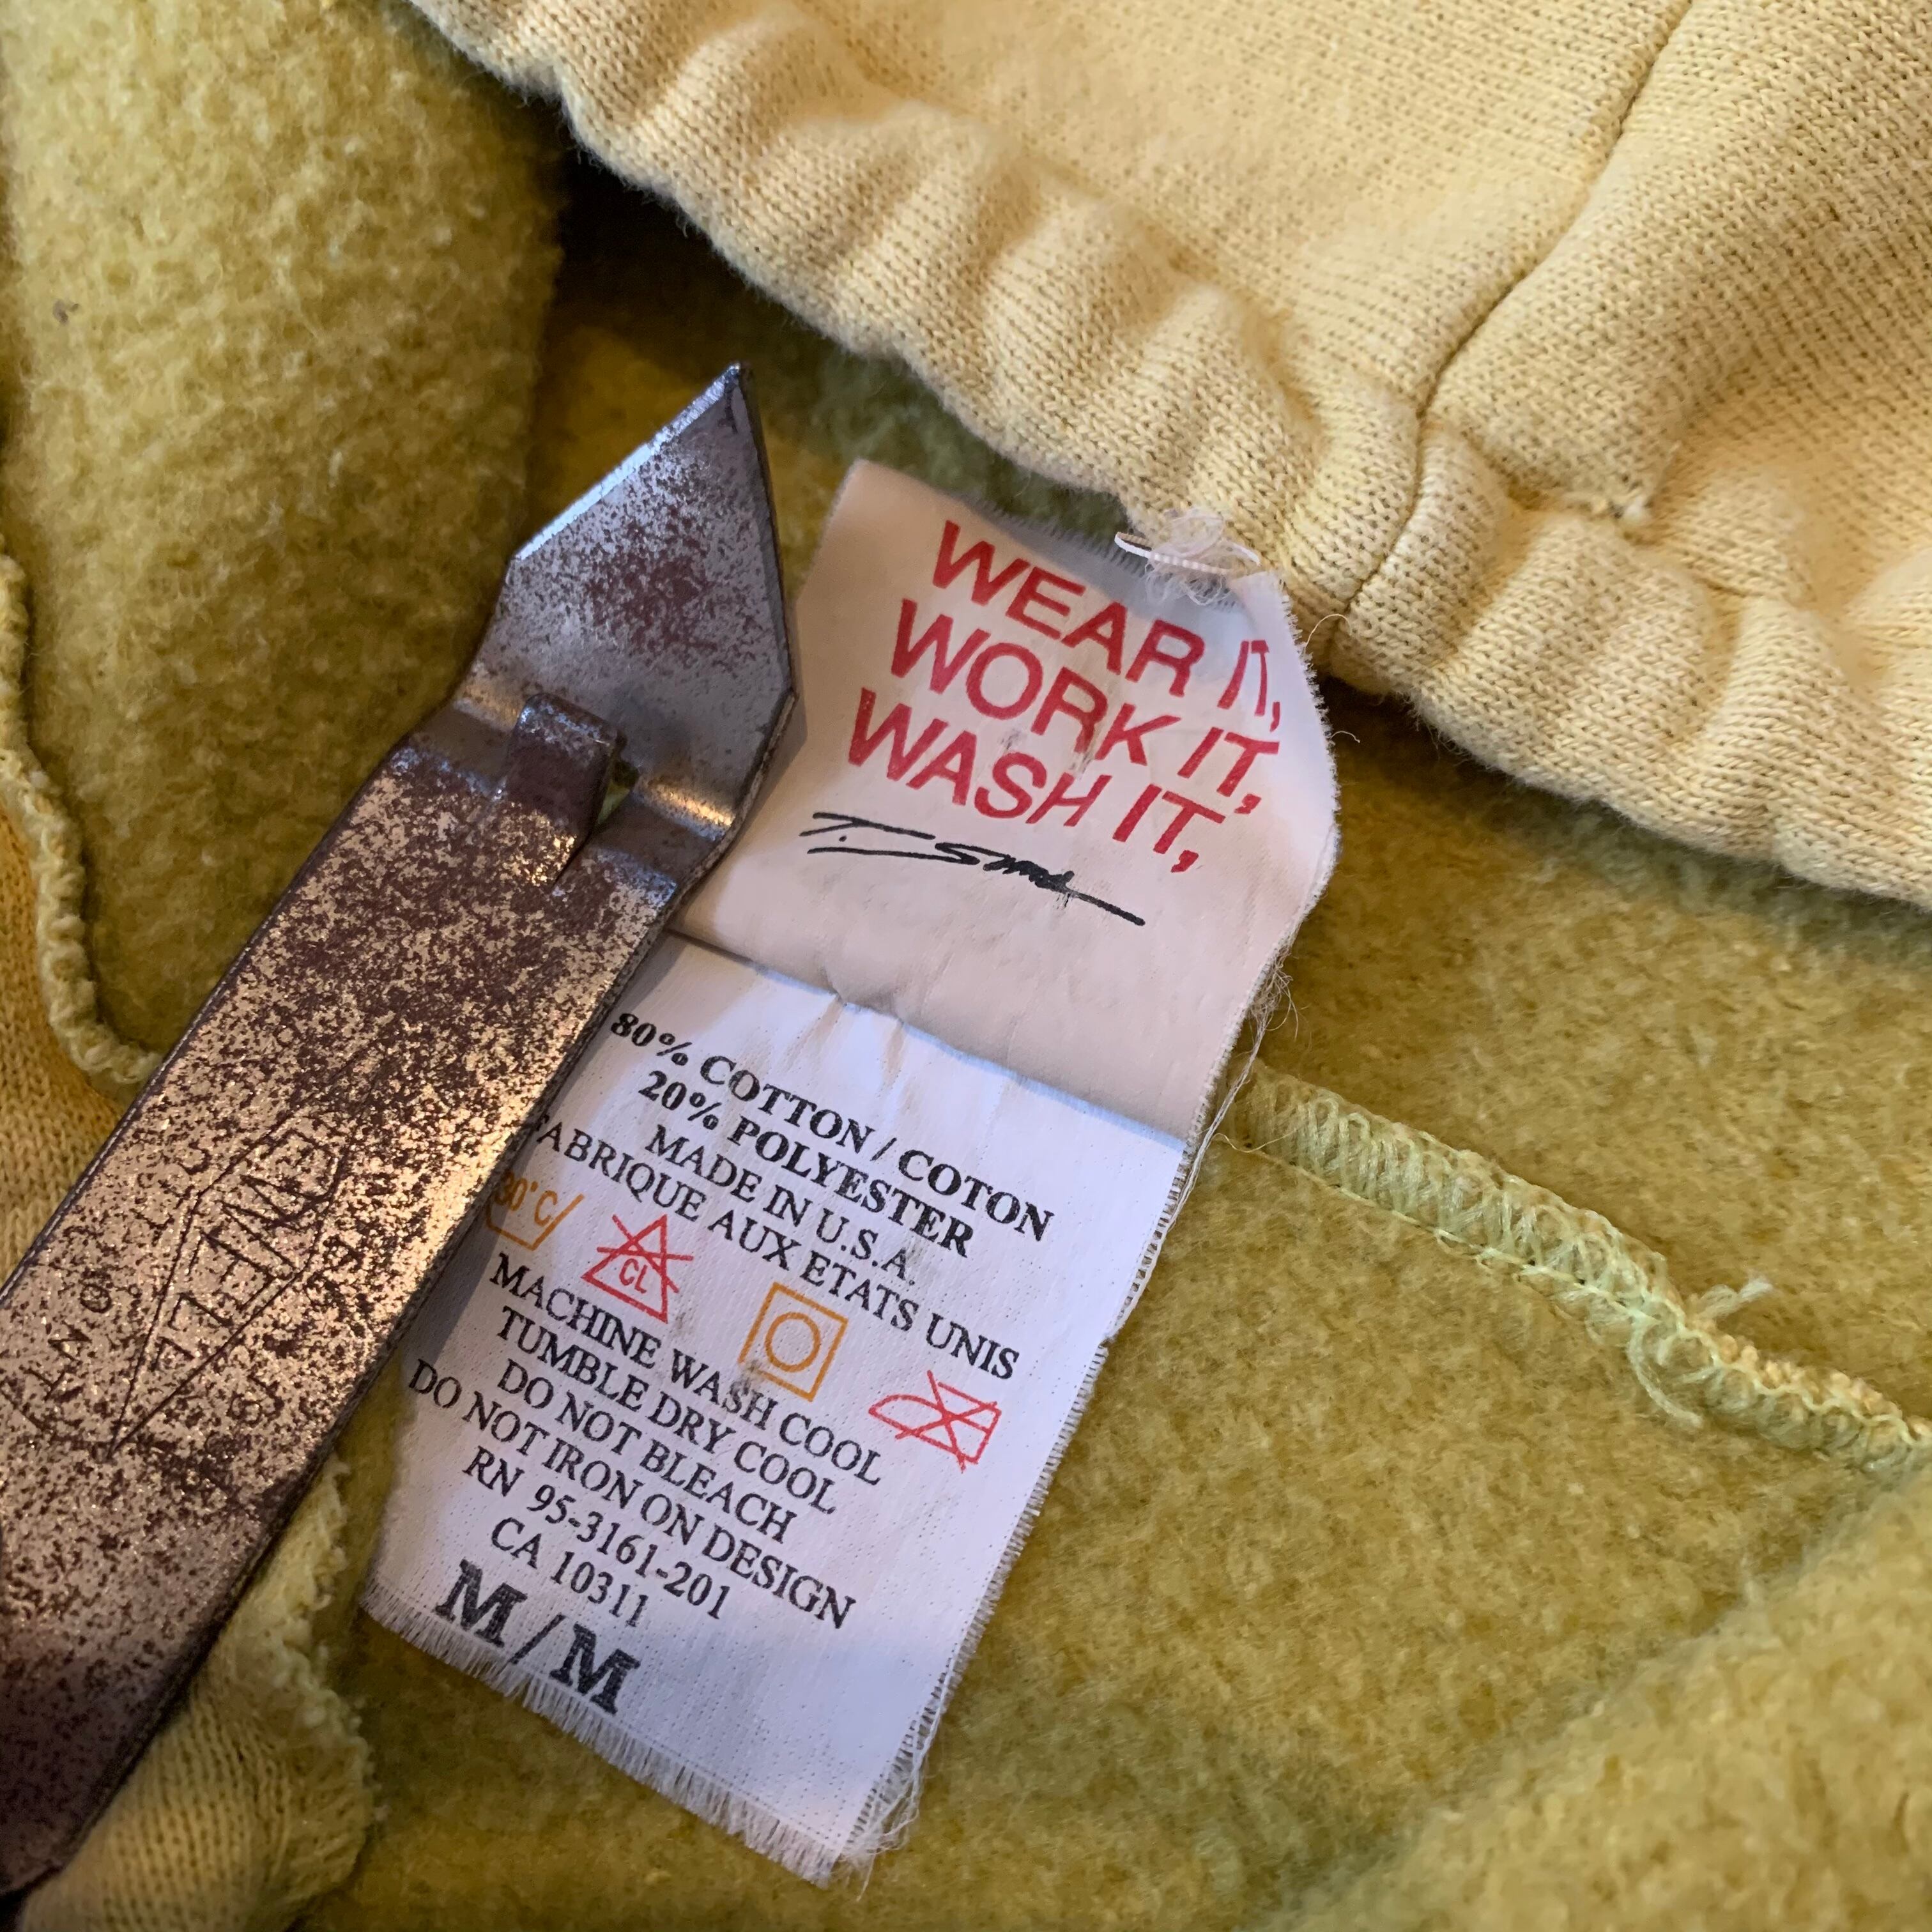 WEAR IT,
WORK IT,
WASH IT,
80% COTTON / COTON
20% POLYESTER
MADE IN U.S.A.
FABRIQUE AUX ETATS UNIS
30°C
CL
MACHINE WASH COOL
TUMBLE DRY COOL
DO NOT BLEACH
DO NOT IRON ON DESIGN
RN 95-3161-201
CA 10311
M/M